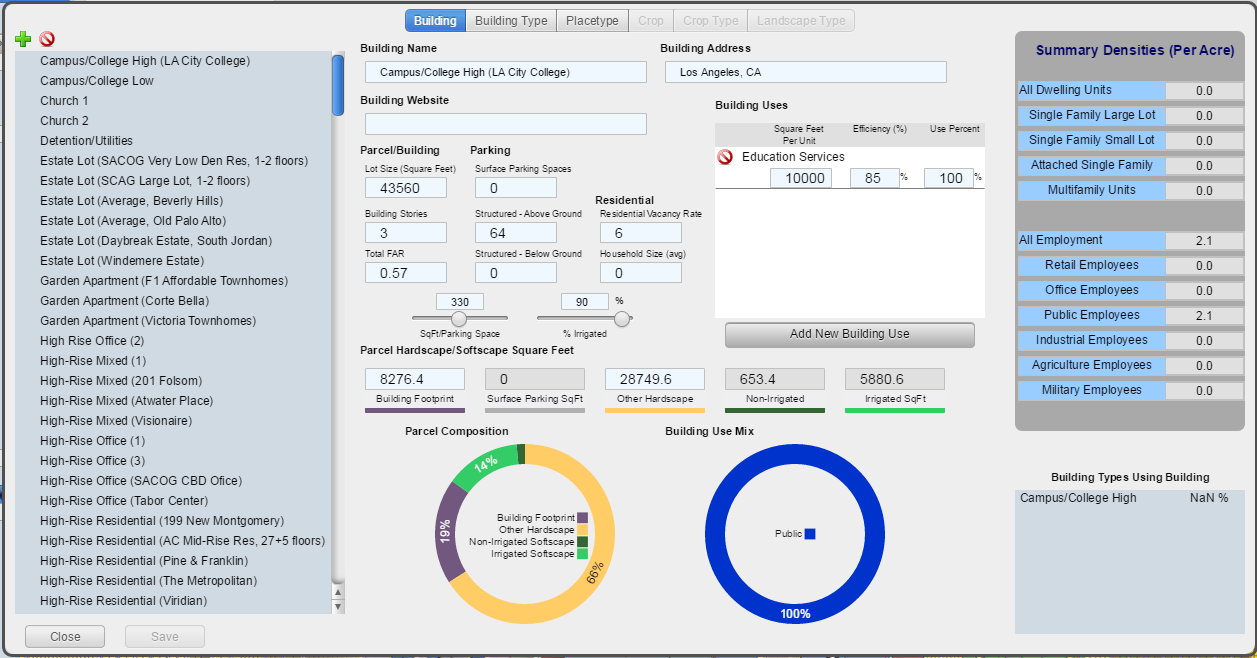 Building Building Type Placetype Crop Crop Type Landscape Type
Campus/College High (LA City College)
Campus/College Low
Church 1
Church 2
Detention/Utilities
Estate Lot (SACOG Very Low Den Res, 1-2 floors)
Estate Lot (SCAG Large Lot, 1-2 floors)
Estate Lot (Average, Beverly Hills)
Estate Lot (Average, Old Palo Alto)
Estate Lot (Daybreak Estate, South Jordan)
Estate Lot (Windemere Estate)
Garden Apartment (F1 Affordable Townhomes)
Garden Apartment (Corte Bella)
Garden Apartment (Victoria Townhomes)
High Rise Office (2)
High-Rise Mixed (1)
High-Rise Mixed (201 Folsom)
High-Rise Mixed (Atwater Place)
High-Rise Mixed (Visionaire)
High-Rise Office (1)
High-Rise Office (3)
High-Rise Office (SACOG CBD Ofice)
High-Rise Office (Tabor Center)
High-Rise Residential (199 New Montgomery)
High-Rise Residential (AC Mid-Rise Res, 27+5 floors)
High-Rise Residential (Pine & Franklin)
High-Rise Residential (The Metropolitan)
High-Rise Residential (Viridian)
Close Save
Building Name
Campus/College High (LA City College)
Building Address
Los Angeles, CA
Building Website
Parcel/Building
Lot Size (Square Feet)
43560
Building Stories
3
Total FAR
0.57
Parking
Surface Parking Spaces
0
Structured - Above Ground
64
Structured - Below Ground
0
Residential
Residential Vacancy Rate
6
Household Size (avg)
0
330
SqFt/Parking Space
90 %
% Irrigated
Building Uses
Square Feet Per Unit Efficiency (%) Use Percent
Education Services
10000 85 % 100 %
Add New Building Use
Parcel Hardscape/Softscape Square Feet
8276.4 0 28749.6 653.4 5880.6
Building Footprint Surface Parking SqFt Other Hardscape Non-Irrigated Irrigated SqFt
Parcel Composition
14%
19%
66%
Building Footprint
Other Hardscape
Non-Irrigated Softscape
Irrigated Softscape
Building Use Mix
Public
100%
Summary Densities (Per Acre)
All Dwelling Units 0.0
Single Family Large Lot 0.0
Single Family Small Lot 0.0
Attached Single Family 0.0
Multifamily Units 0.0
All Employment 2.1
Retail Employees 0.0
Office Employees 0.0
Public Employees 2.1
Industrial Employees 0.0
Agriculture Employees 0.0
Military Employees 0.0
Building Types Using Building
Campus/College High NaN %